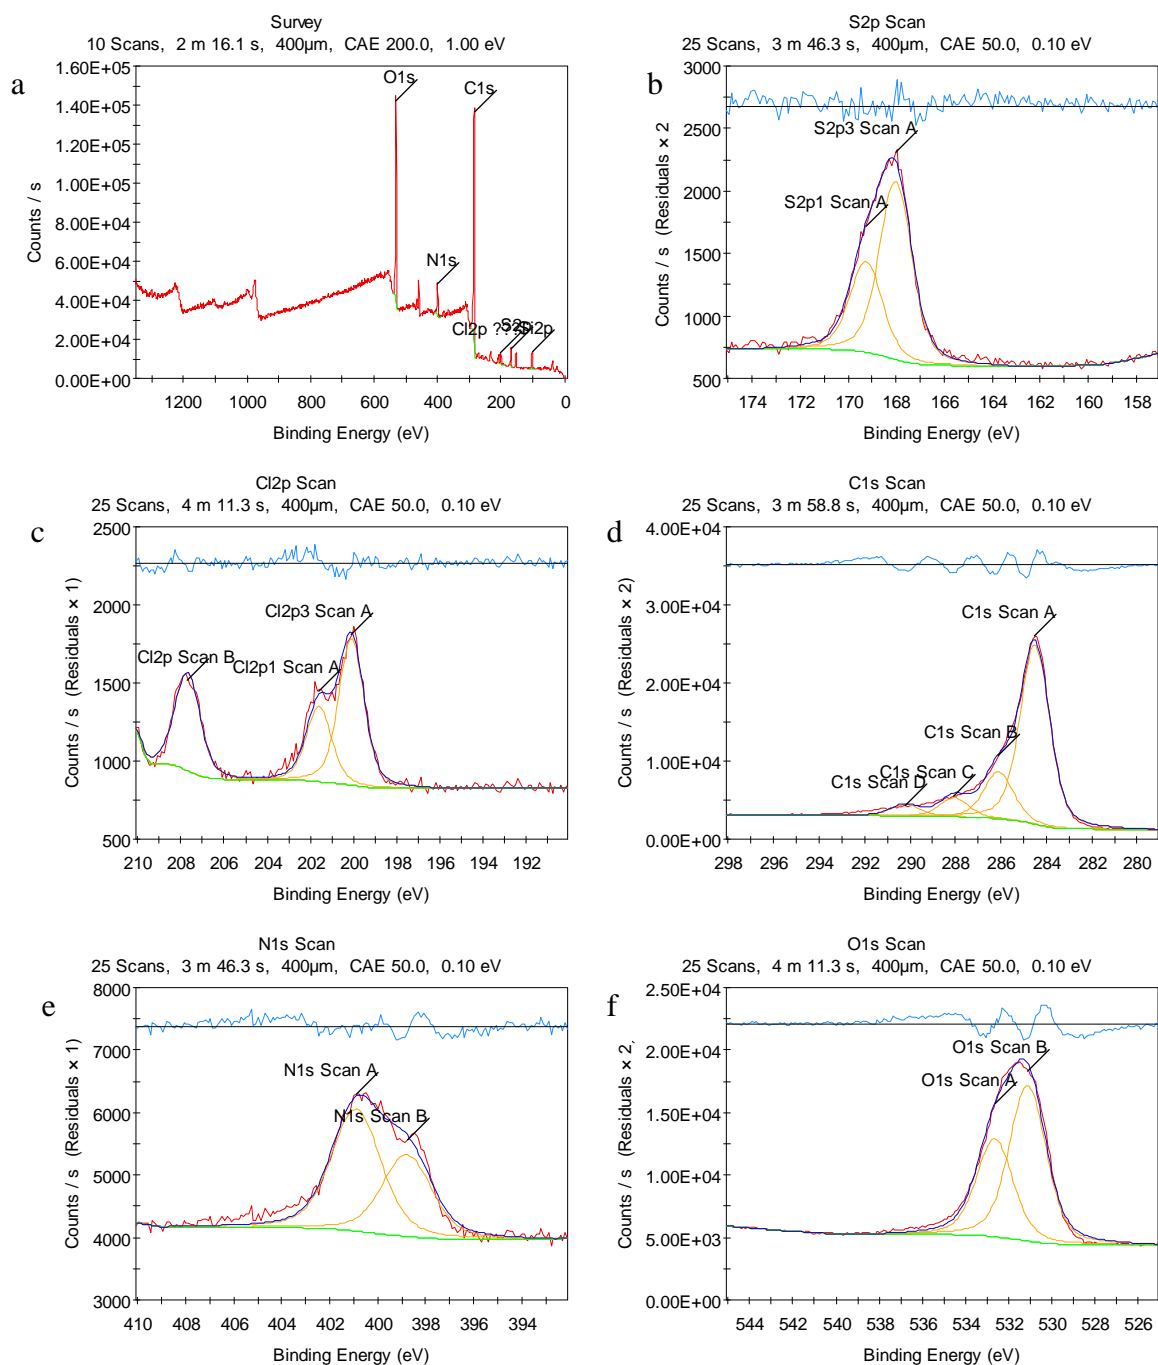 a
Survey
10 Scans, 2 m 16.1 s, 400µm, CAE 200.0, 1.00 eV
1.60E+05
1.40E+05
1.20E+05
1.00E+05
8.00E+04
6.00E+04
4.00E+04
2.00E+04
0.00E+00
Counts / s
O1s
C1s
N1s
Cl2p ???
S2p
Si2p
1200 1000 800 600 400 200 0
Binding Energy (eV)
b
S2p Scan
25 Scans, 3 m 46.3 s, 400µm, CAE 50.0, 0.10 eV
3000
2500
2000
1500
1000
500
Counts / s (Residuals × 2
S2p3 Scan A
S2p1 Scan A
174 172 170 168 166 164 162 160 158
Binding Energy (eV)
c
Cl2p Scan
25 Scans, 4 m 11.3 s, 400µm, CAE 50.0, 0.10 eV
2500
2000
1500
1000
500
Counts / s (Residuals × 1)
Cl2p3 Scan A
Cl2p Scan B
Cl2p1 Scan A
210 208 206 204 202 200 198 196 194 192
Binding Energy (eV)
d
C1s Scan
25 Scans, 3 m 58.8 s, 400µm, CAE 50.0, 0.10 eV
4.00E+04
3.00E+04
2.00E+04
1.00E+04
0.00E+00
Counts / s (Residuals × 2)
C1s Scan A
C1s Scan B
C1s Scan C
C1s Scan D
298 296 294 292 290 288 286 284 282 280
Binding Energy (eV)
e
N1s Scan
25 Scans, 3 m 46.3 s, 400µm, CAE 50.0, 0.10 eV
8000
7000
6000
5000
4000
3000
Counts / s (Residuals × 1)
N1s Scan A
N1s Scan B
410 408 406 404 402 400 398 396 394
Binding Energy (eV)
f
O1s Scan
25 Scans, 4 m 11.3 s, 400µm, CAE 50.0, 0.10 eV
2.50E+04
2.00E+04
1.50E+04
1.00E+04
5.00E+03
0.00E+00
Counts / s (Residuals × 2
O1s Scan B
O1s Scan A
544 542 540 538 536 534 532 530 528 526
Binding Energy (eV)